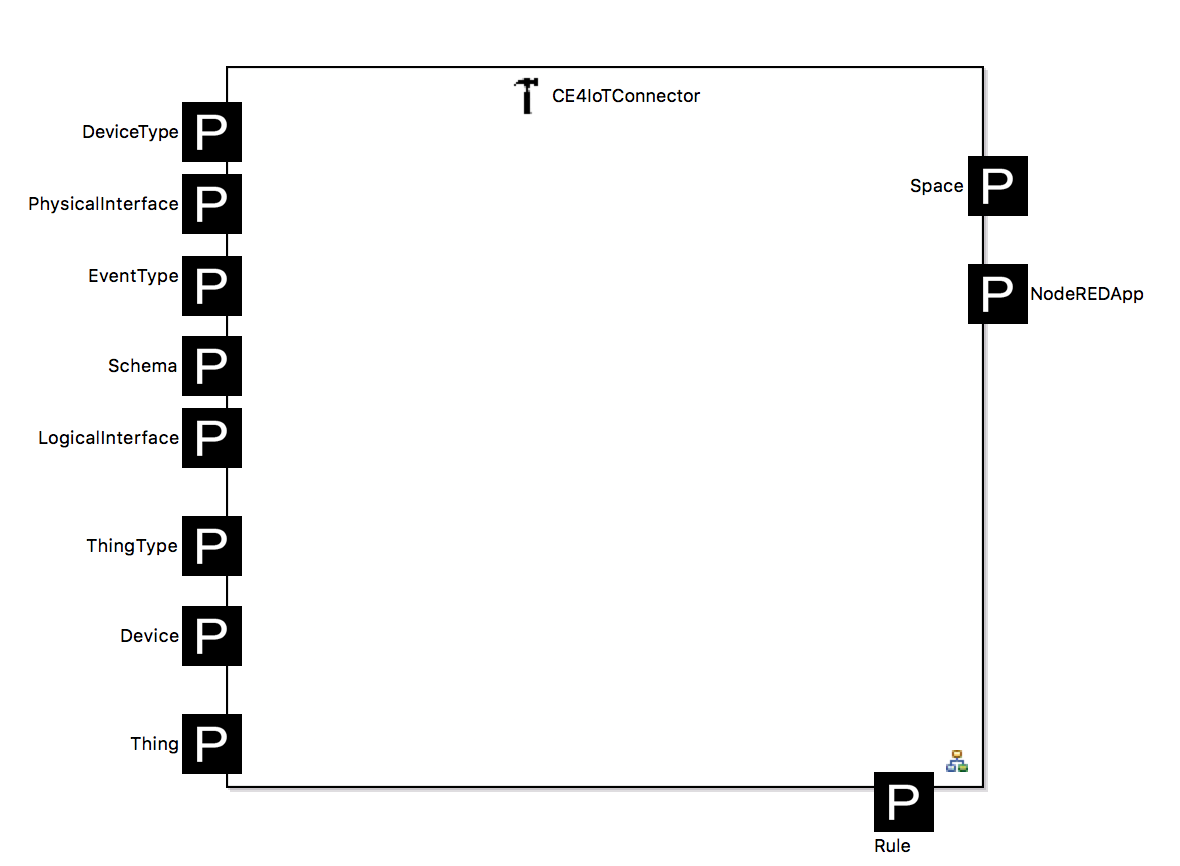 CE4IoTConnector
DeviceType
P
PhysicalInterface
P
EventType
P
Schema
P
LogicalInterface
P
ThingType
P
Device
P
Thing
P
Space
P
P
NodeREDApp
P
Rule